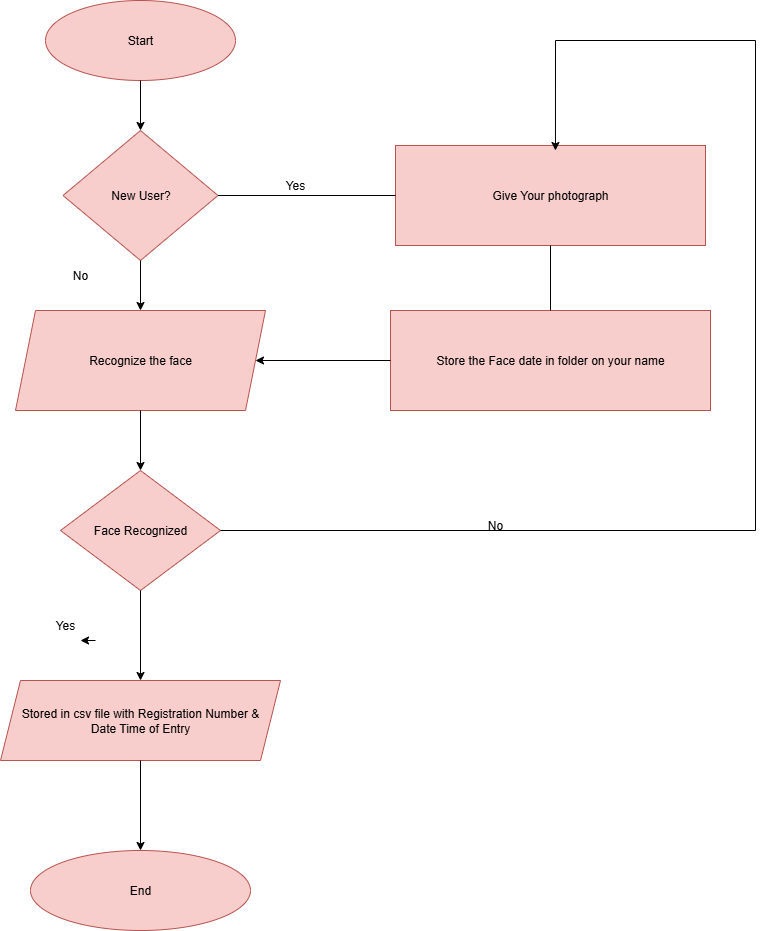 Start
New User?
Yes
Give Your photograph
No
Recognize the face
Store the Face date in folder on your name
Face Recognized
No
Yes
Stored in csv file with Registration Number &
Date Time of Entry
End